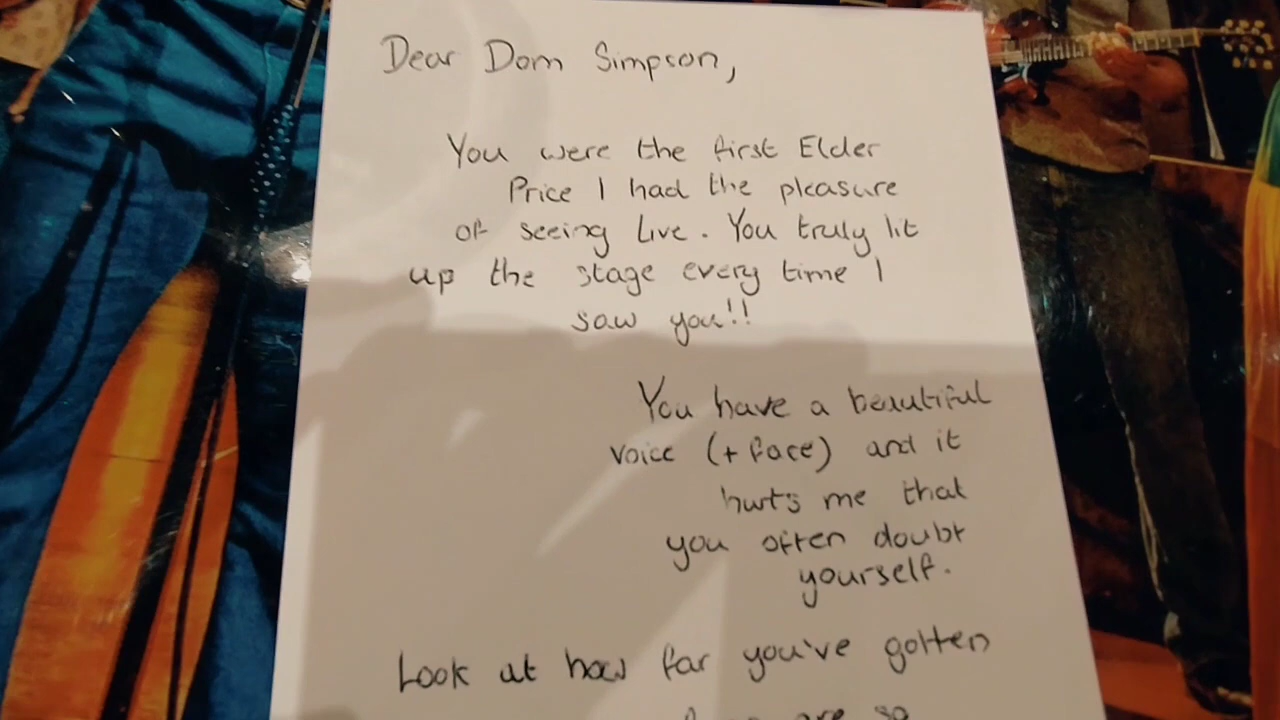 Dear Dom Simpson,
You were the first Elder
Price I had the pleasure
of seeing live. You truly lit
up the stage every time I
saw you!!
You have a beautiful
voice (+ face) and it
hurts me that
you often doubt
yourself.
Look at how far you've gotten
are so